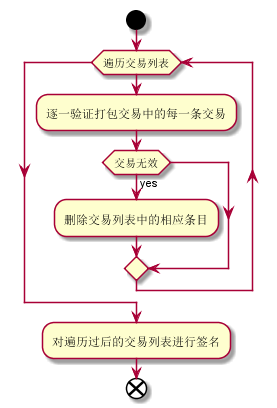 遍历交易列表
逐一验证打包交易中的每一条交易
交易无效
yes
删除交易列表中的相应条目
对遍历过后的交易列表进行签名